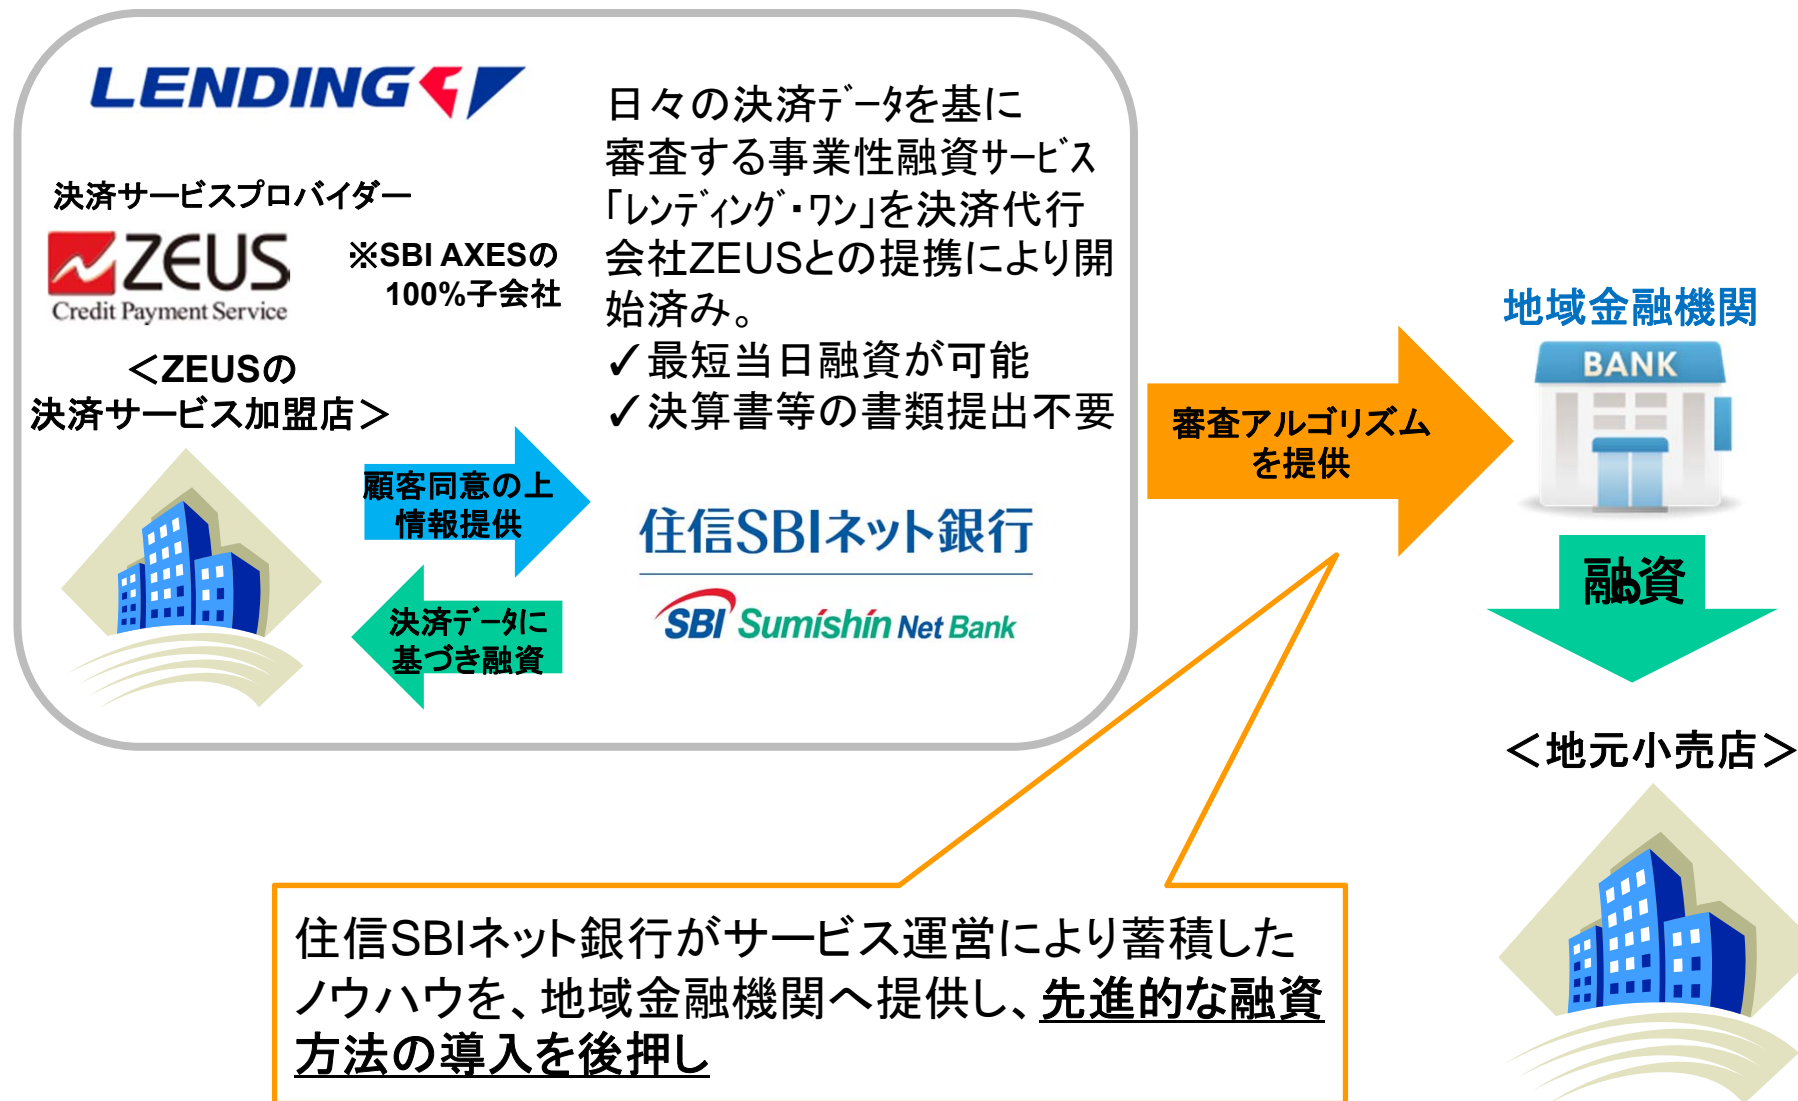 LENDING
日々の決済ﾃﾞｰﾀを基に
審査する事業性融資ｻｰﾋﾞｽ
｢ﾚﾝﾃﾞｨﾝｸﾞ･ﾜﾝ｣を決済代行
会社ZEUSとの提携により開
始済み。
✓最短当日融資が可能
✓決算書等の書類提出不要
決済サービスプロバイダー
ZEUS
Credit Payment Service
※SBI AXESの
100%子会社
＜ZEUSの
決済サービス加盟店＞
顧客同意の上
情報提供
決済ﾃﾞｰﾀに
基づき融資
住信SBIネット銀行
SBI Sumishin Net Bank
審査アルゴリズム
を提供
地域金融機関
BANK
融資
＜地元小売店＞
住信SBIネット銀行がサービス運営により蓄積した
ノウハウを、地域金融機関へ提供し、先進的な融資
方法の導入を後押し